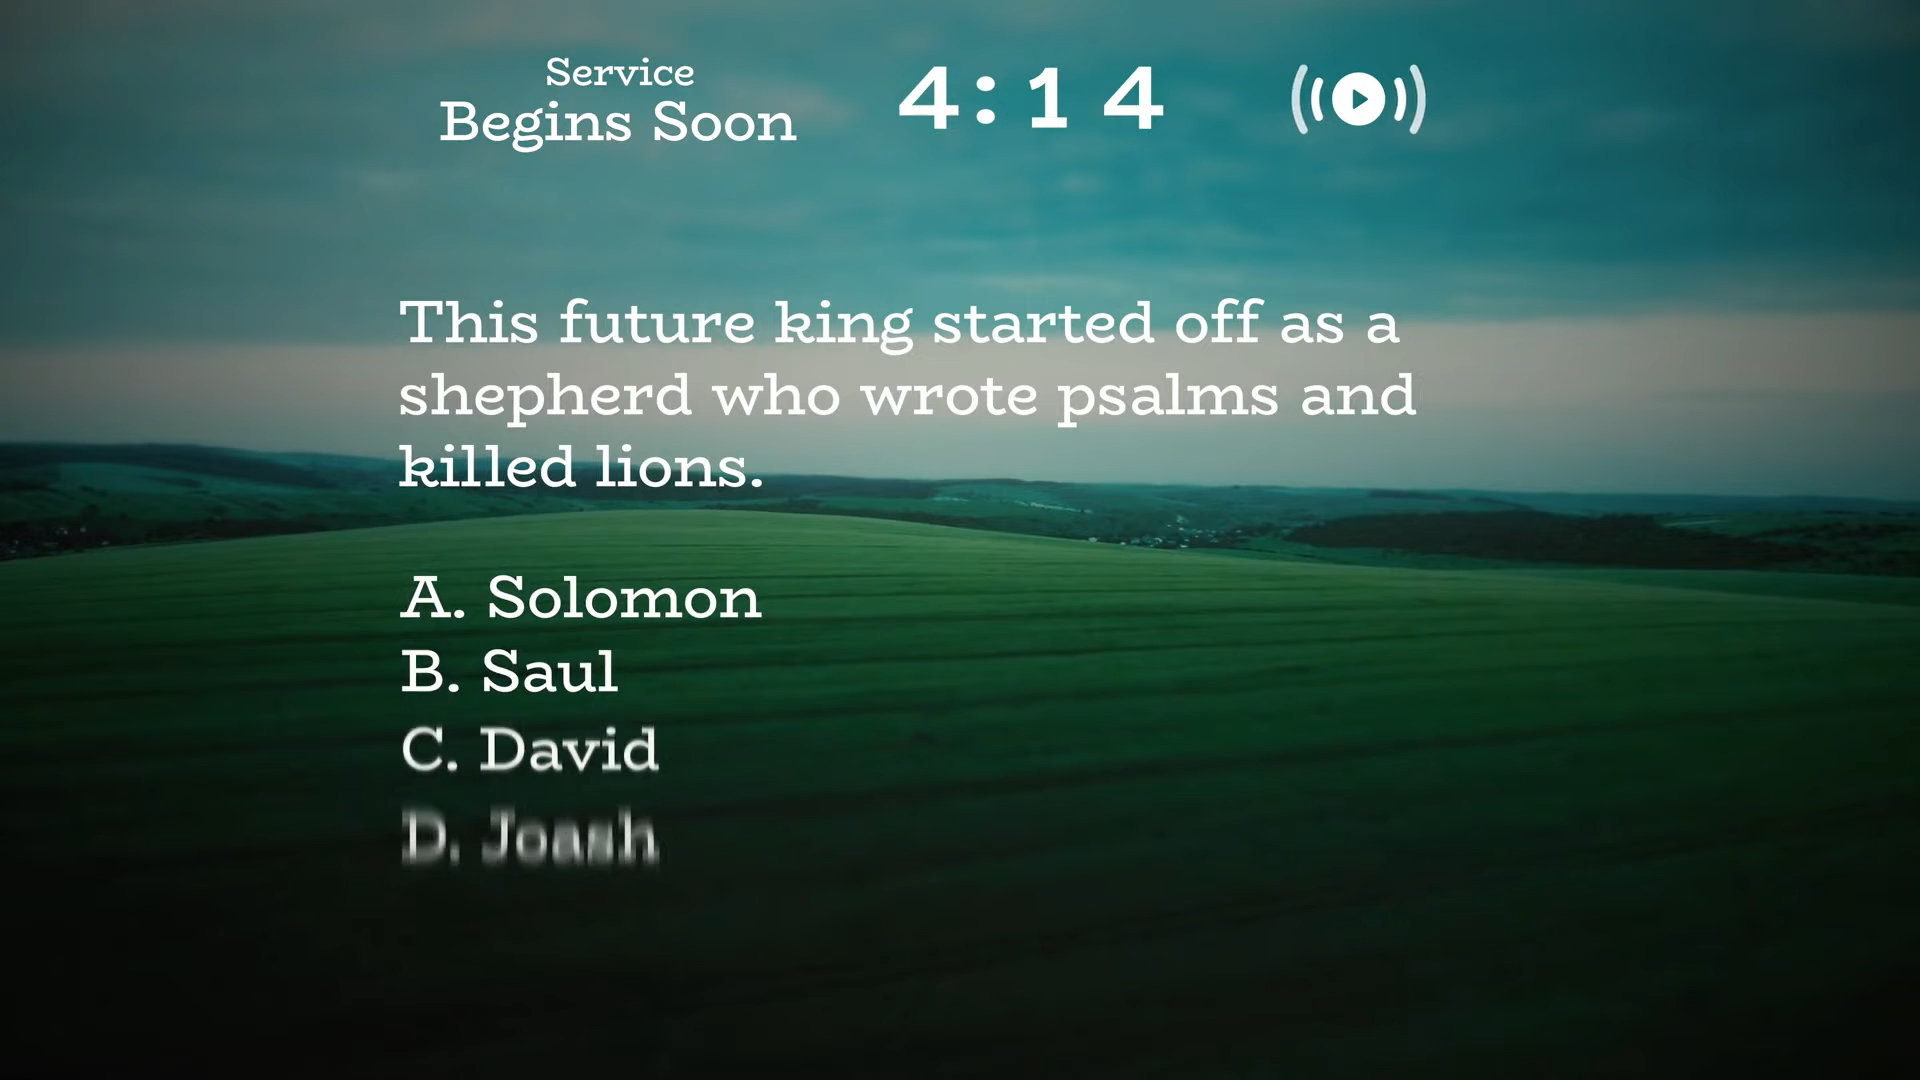 Service
Begins Soon
4:14
This future king started off as a
shepherd who wrote psalms and
killed lions.
A. Solomon
B. Saul
C. David
D. Joash